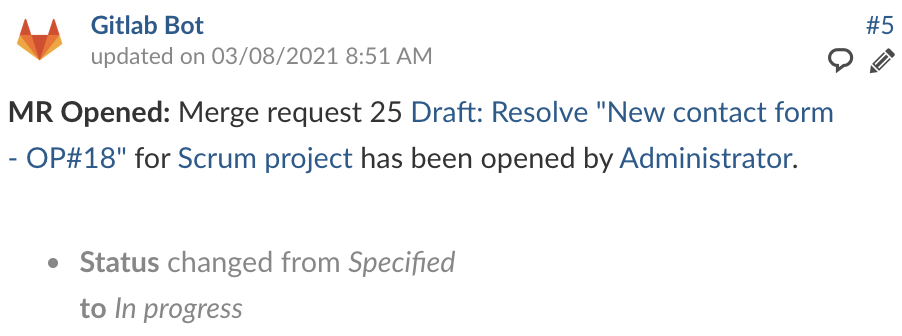 Gitlab Bot
#5
updated on 03/08/2021 8:51 AM
MR Opened: Merge request 25 Draft: Resolve "New contact form
- OP#18" for Scrum project has been opened by Administrator.
• Status changed from Specified
to In progress